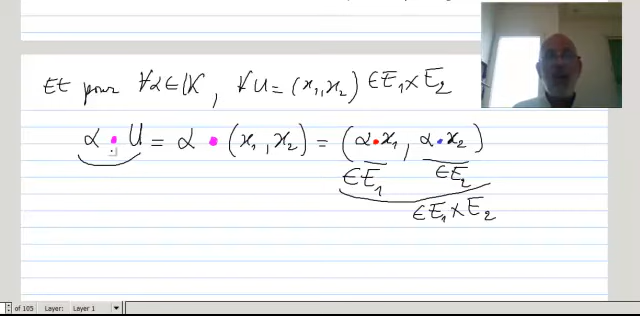 Et pour ∀α∈K, ∀U=(x₁,x₂)∈E₁×E₂
α·U = α·(x₁,x₂) = (α·x₁, α·x₂)
∈E₁ ∈E₂
∈E₁×E₂
of 105 Layer: Layer 1